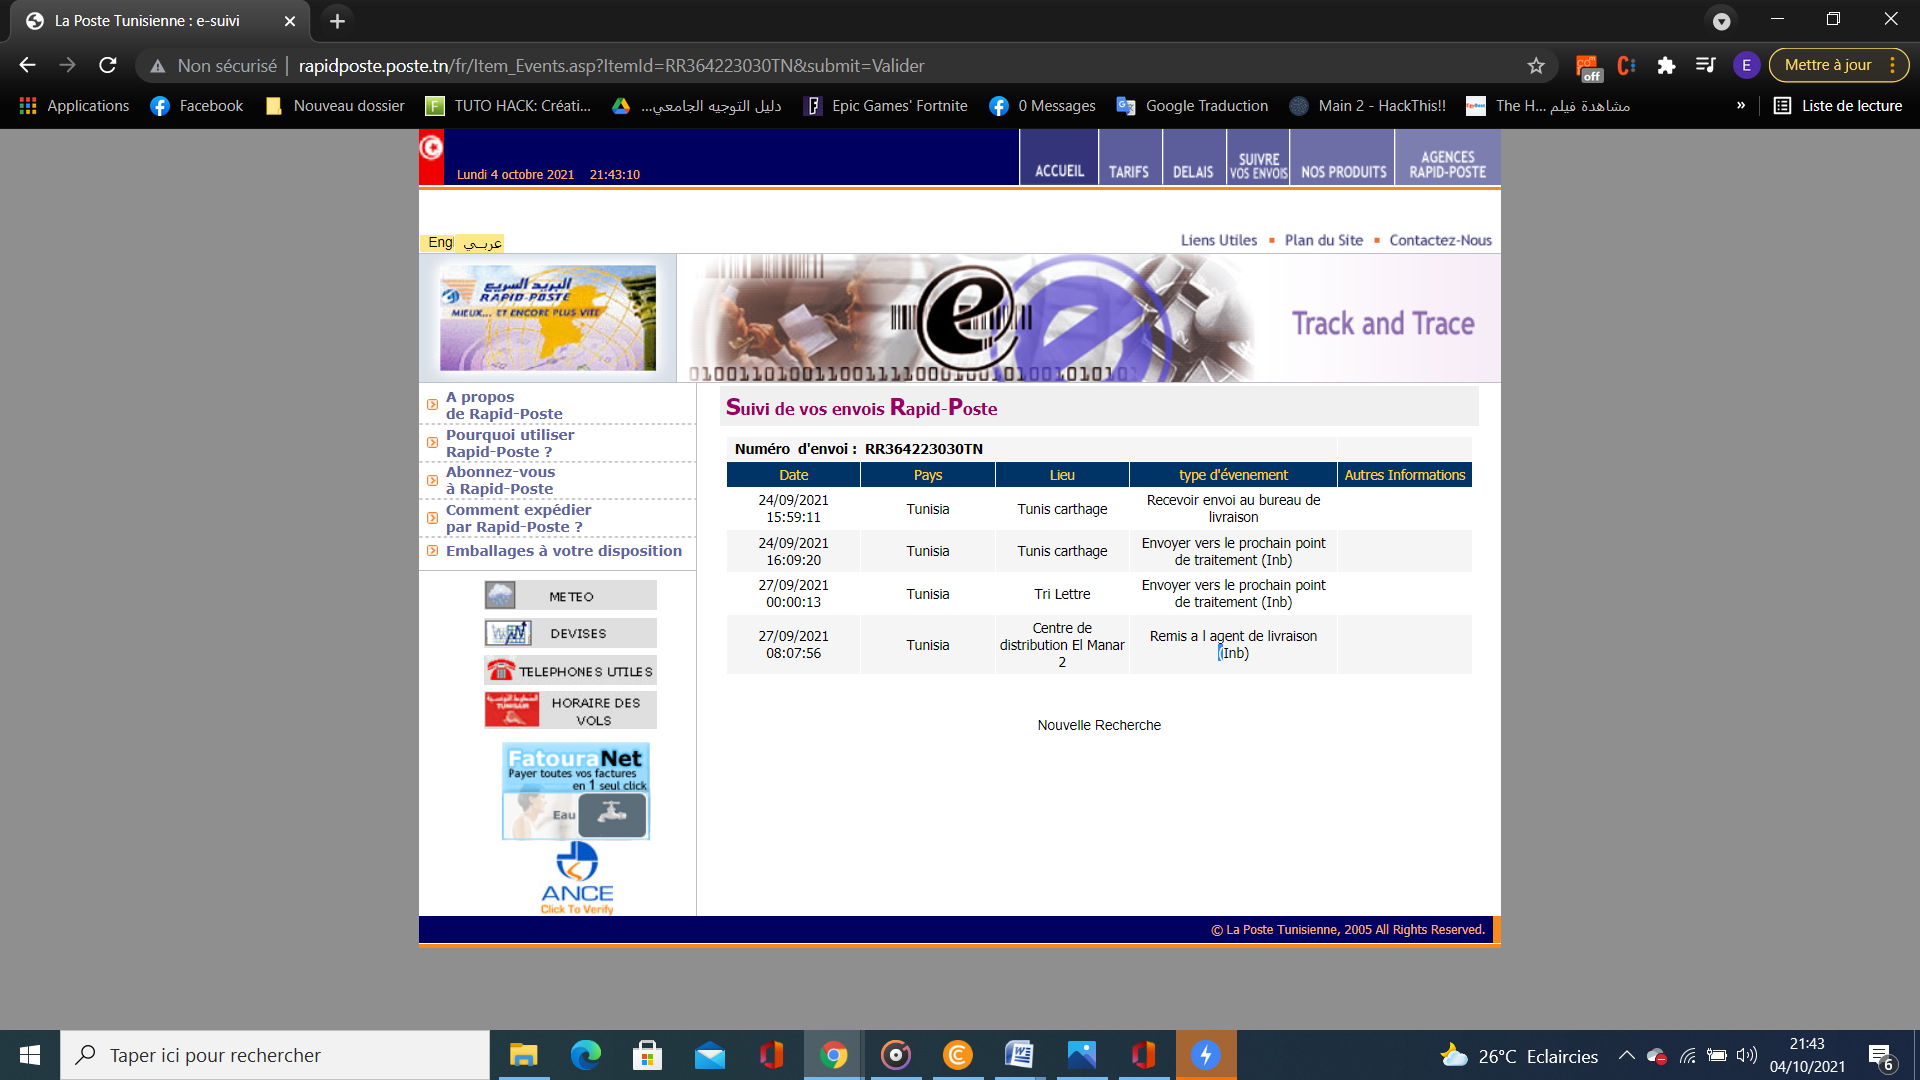 La Poste Tunisienne : e-suivi
Non sécurisé | rapidposte.poste.tn/fr/Item_Events.asp?ItemId=RR364223030TN&submit=Valider
off
E
Mettre à jour
Applications
Facebook
Nouveau dossier
TUTO HACK: Créati...
دليل التوجيه الجامعي...
Epic Games' Fortnite
0 Messages
Google Traduction
Main 2 - HackThis!!
The H... مشاهدة فيلم
»
Liste de lecture
Lundi 4 octobre 2021 21:43:10
ACCUEIL
TARIFS
DELAIS
SUIVRE
VOS ENVOIS
NOS PRODUITS
AGENCES
RAPID-POSTE
Engl
عربــي
Liens Utiles
Plan du Site
Contactez-Nous
البريد السريع
RAPID-POSTE
MIEUX... ET ENCORE PLUS VITE
e
Track and Trace
A propos
de Rapid-Poste
Pourquoi utiliser
Rapid-Poste ?
Abonnez-vous
à Rapid-Poste
Comment expédier
par Rapid-Poste ?
Emballages à votre disposition
METEO
DEVISES
TELEPHONES UTILES
HORAIRE DES
VOLS
FatouraNet
Payer toutes vos factures
en 1 seul click
Eau
ANCE
Click To Verify
Suivi de vos envois Rapid-Poste
Numéro d'envoi : RR364223030TN
Date Pays Lieu type d'évenement Autres Informations
24/09/2021
15:59:11
Tunisia
Tunis carthage
Recevoir envoi au bureau de
livraison
24/09/2021
16:09:20
Tunisia
Tunis carthage
Envoyer vers le prochain point
de traitement (Inb)
27/09/2021
00:00:13
Tunisia
Tri Lettre
Envoyer vers le prochain point
de traitement (Inb)
27/09/2021
08:07:56
Tunisia
Centre de
distribution El Manar
2
Remis a l agent de livraison
(Inb)
Nouvelle Recherche
© La Poste Tunisienne, 2005 All Rights Reserved.
Taper ici pour rechercher
26°C Eclaircies
21:43
04/10/2021
6